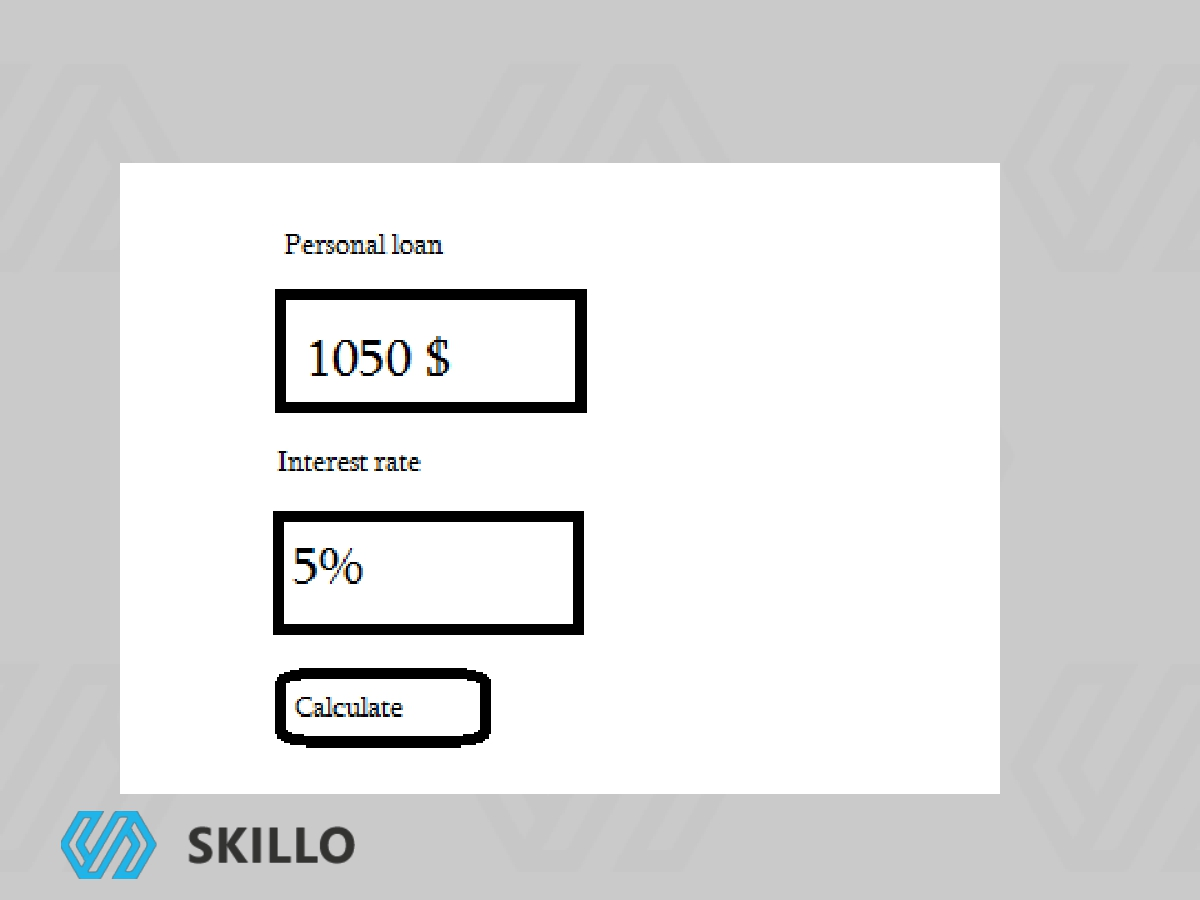 Personal loan
1050 $
Interest rate
5%
Calculate
SKILLO